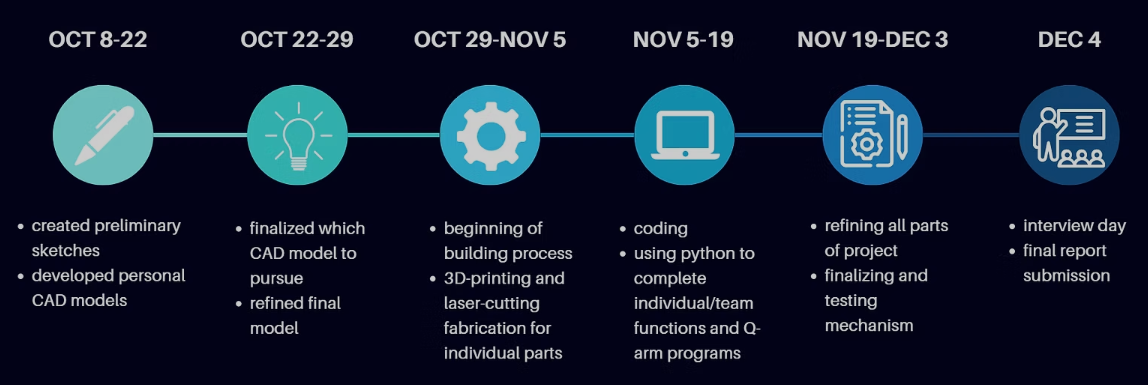 OCT 8-22
OCT 22-29
OCT 29-NOV 5
NOV 5-19
NOV 19-DEC 3
DEC 4
• created preliminary
sketches
• developed personal
CAD models
• finalized which
CAD model to
pursue
• refined final
model
• beginning of
building process
• 3D-printing and
laser-cutting
fabrication for
individual parts
• coding
• using python to
complete
individual/team
functions and Q-
arm programs
• refining all parts
of project
• finalizing and
testing
mechanism
• interview day
• final report
submission